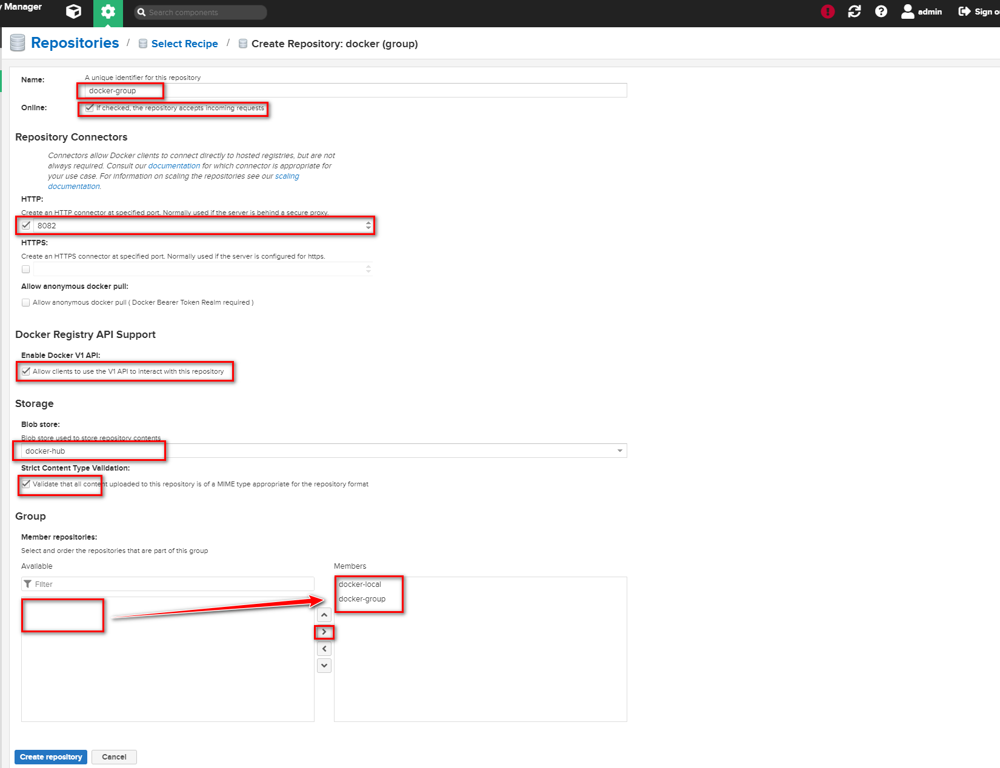 y Manager
Search components
admin
Sign o
Repositories / Select Recipe / Create Repository: docker (group)
Name:
A unique identifier for this repository
docker-group
Online:
If checked, the repository accepts incoming requests
Repository Connectors
Connectors allow Docker clients to connect directly to hosted registries, but are not
always required. Consult our documentation for which connector is appropriate for
your use case. For information on scaling the repositories see our scaling
documentation.
HTTP:
Create an HTTP connector at specified port. Normally used if the server is behind a secure proxy.
8082
HTTPS:
Create an HTTPS connector at specified port. Normally used if the server is configured for https.
Allow anonymous docker pull:
Allow anonymous docker pull ( Docker Bearer Token Realm required )
Docker Registry API Support
Enable Docker V1 API:
Allow clients to use the V1 API to interact with this repository
Storage
Blob store:
Blob store used to store repository contents
docker-hub
Strict Content Type Validation:
Validate that all content uploaded to this repository is of a MIME type appropriate for the repository format
Group
Member repositories:
Select and order the repositories that are part of this group
Available
Members
Filter
docker-local
docker-group
Create repository
Cancel